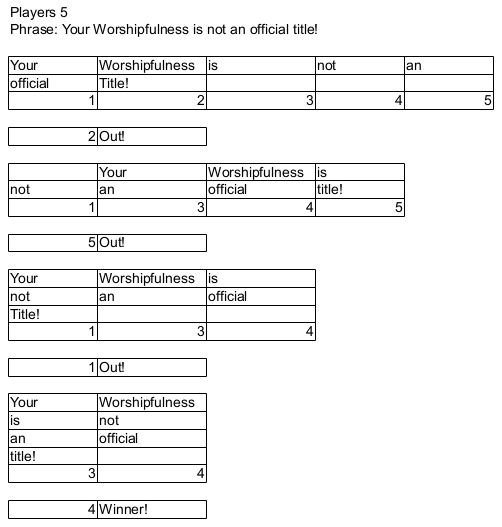 Players 5
Phrase: Your Worshipfulness is not an official title!
Your Worshipfulness is not an
official Title!
1 2 3 4 5
2 Out!
Your Worshipfulness is
not an official title!
1 3 4 5
5 Out!
Your Worshipfulness is
not an official
Title!
1 3 4
1 Out!
Your Worshipfulness
is not
an official
title!
3 4
4 Winner!